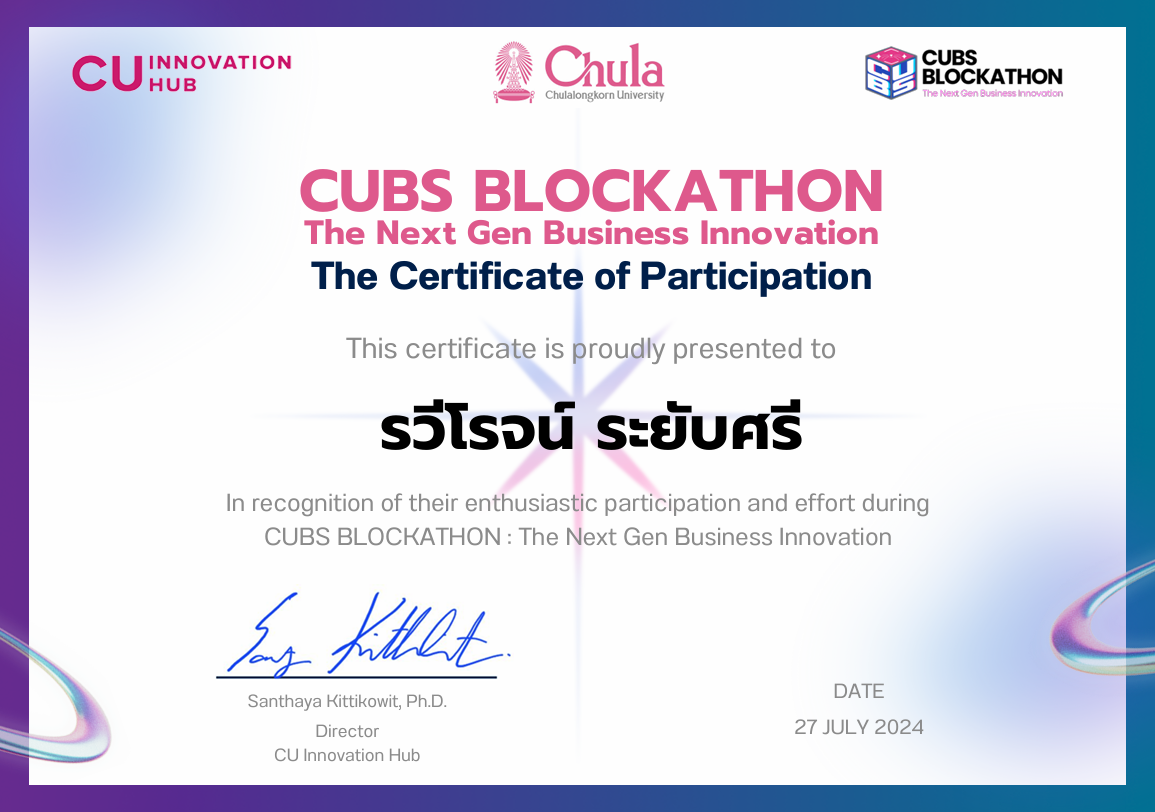 CU INNOVATION HUB
Chula
Chulalongkorn University
CUBS
BLOCKATHON
The Next Gen Business Innovation
CUBS BLOCKATHON
The Next Gen Business Innovation
The Certificate of Participation
This certificate is proudly presented to
รวีโรจน์ ระยับศรี
In recognition of their enthusiastic participation and effort during
CUBS BLOCKATHON : The Next Gen Business Innovation
Santhaya Kittikowit, Ph.D.
Director
CU Innovation Hub
DATE
27 JULY 2024